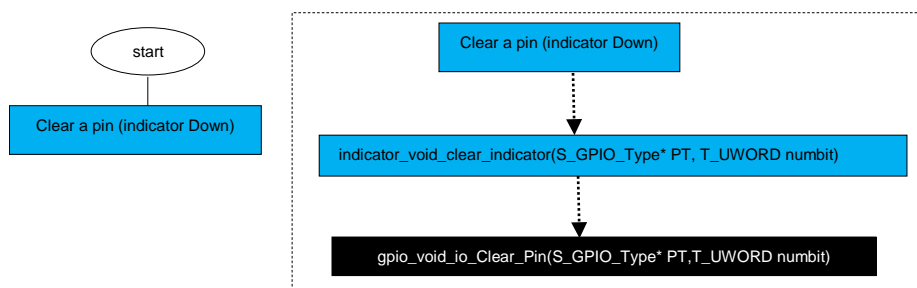 start
Clear a pin (indicator Down)
Clear a pin (indicator Down)
indicator_void_clear_indicator(S_GPIO_Type* PT, T_UWORD numbit)
gpio_void_io_Clear_Pin(S_GPIO_Type* PT,T_UWORD numbit)